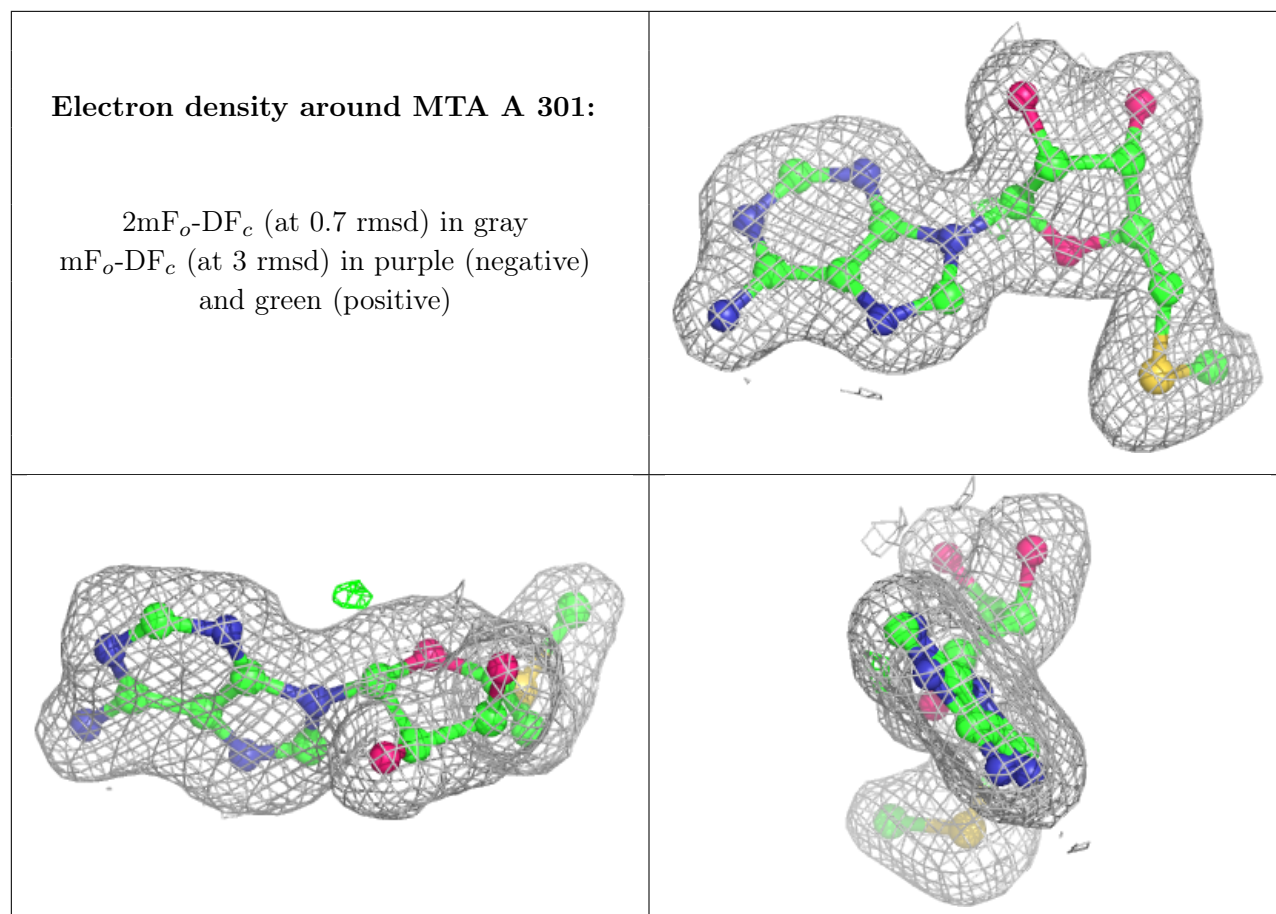 Electron density around MTA A 301:
2mFo-DFc (at 0.7 rmsd) in gray
mFo-DFc (at 3 rmsd) in purple (negative)
and green (positive)